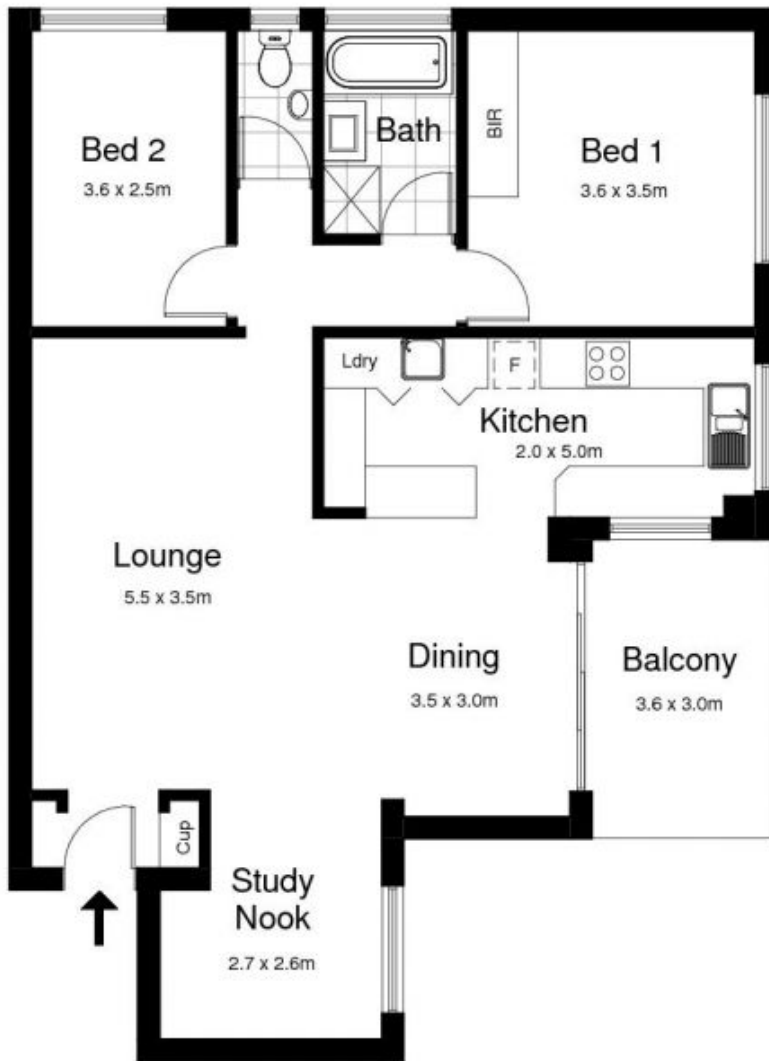 Bed 2
3.6 x 2.5m
Bath
BIR
Bed 1
3.6 x 3.5m
Ldry
F
Kitchen
2.0 x 5.0m
Lounge
5.5 x 3.5m
Dining
3.5 x 3.0m
Balcony
3.6 x 3.0m
Cup
Study
Nook
2.7 x 2.6m